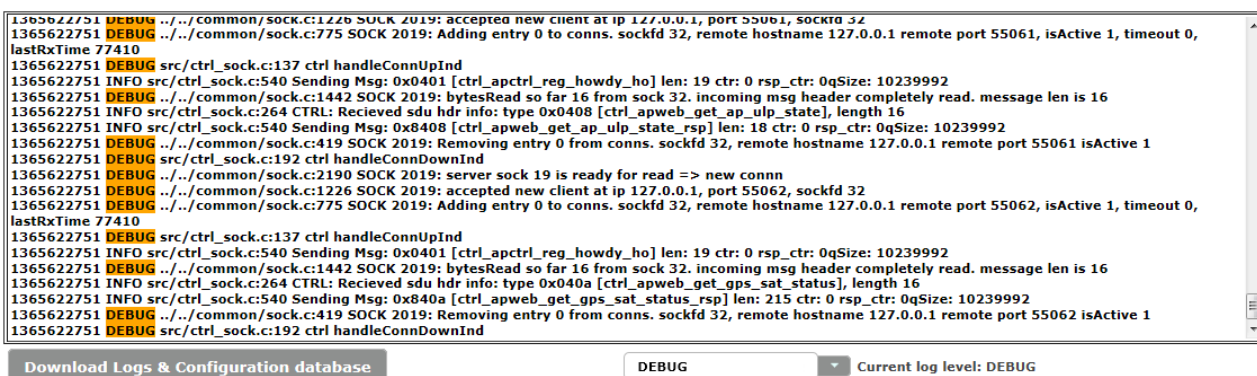 1365622751 DEBUG ../../common/sock.c:1226 SOCK 2019: accepted new client at ip 127.0.0.1, port 55061, sockfd 32
1365622751 DEBUG ../../common/sock.c:775 SOCK 2019: Adding entry 0 to conns. sockfd 32, remote hostname 127.0.0.1 remote port 55061, isActive 1, timeout 0,
lastRxTime 77410
1365622751 DEBUG src/ctrl_sock.c:137 ctrl handleConnUpInd
1365622751 INFO src/ctrl_sock.c:540 Sending Msg: 0x0401 [ctrl_apctrl_reg_howdy_ho] len: 19 ctr: 0 rsp_ctr: 0qSize: 10239992
1365622751 DEBUG ../../common/sock.c:1442 SOCK 2019: bytesRead so far 16 from sock 32. incoming msg header completely read. message len is 16
1365622751 INFO src/ctrl_sock.c:264 CTRL: Recieved sdu hdr info: type 0x0408 [ctrl_apweb_get_ap_ulp_state], length 16
1365622751 INFO src/ctrl_sock.c:540 Sending Msg: 0x8408 [ctrl_apweb_get_ap_ulp_state_rsp] len: 18 ctr: 0 rsp_ctr: 0qSize: 10239992
1365622751 DEBUG ../../common/sock.c:419 SOCK 2019: Removing entry 0 from conns. sockfd 32, remote hostname 127.0.0.1 remote port 55061 isActive 1
1365622751 DEBUG src/ctrl_sock.c:192 ctrl handleConnDownInd
1365622751 DEBUG ../../common/sock.c:2190 SOCK 2019: server sock 19 is ready for read => new connn
1365622751 DEBUG ../../common/sock.c:1226 SOCK 2019: accepted new client at ip 127.0.0.1, port 55062, sockfd 32
1365622751 DEBUG ../../common/sock.c:775 SOCK 2019: Adding entry 0 to conns. sockfd 32, remote hostname 127.0.0.1 remote port 55062, isActive 1, timeout 0,
lastRxTime 77410
1365622751 DEBUG src/ctrl_sock.c:137 ctrl handleConnUpInd
1365622751 INFO src/ctrl_sock.c:540 Sending Msg: 0x0401 [ctrl_apctrl_reg_howdy_ho] len: 19 ctr: 0 rsp_ctr: 0qSize: 10239992
1365622751 DEBUG ../../common/sock.c:1442 SOCK 2019: bytesRead so far 16 from sock 32. incoming msg header completely read. message len is 16
1365622751 INFO src/ctrl_sock.c:264 CTRL: Recieved sdu hdr info: type 0x040a [ctrl_apweb_get_gps_sat_status], length 16
1365622751 INFO src/ctrl_sock.c:540 Sending Msg: 0x840a [ctrl_apweb_get_gps_sat_status_rsp] len: 215 ctr: 0 rsp_ctr: 0qSize: 10239992
1365622751 DEBUG ../../common/sock.c:419 SOCK 2019: Removing entry 0 from conns. sockfd 32, remote hostname 127.0.0.1 remote port 55062 isActive 1
1365622751 DEBUG src/ctrl_sock.c:192 ctrl handleConnDownInd
Download Logs & Configuration database DEBUG Current log level: DEBUG